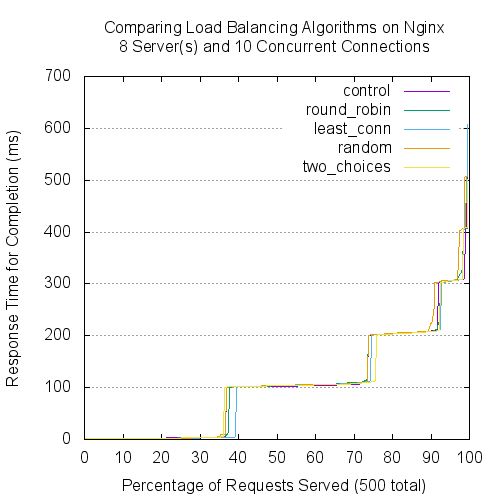 Comparing Load Balancing Algorithms on Nginx
8 Server(s) and 10 Concurrent Connections
Response Time for Completion (ms)
700
600
500
400
300
200
100
0
control
round_robin
least_conn
random
two_choices
0 10 20 30 40 50 60 70 80 90 100
Percentage of Requests Served (500 total)